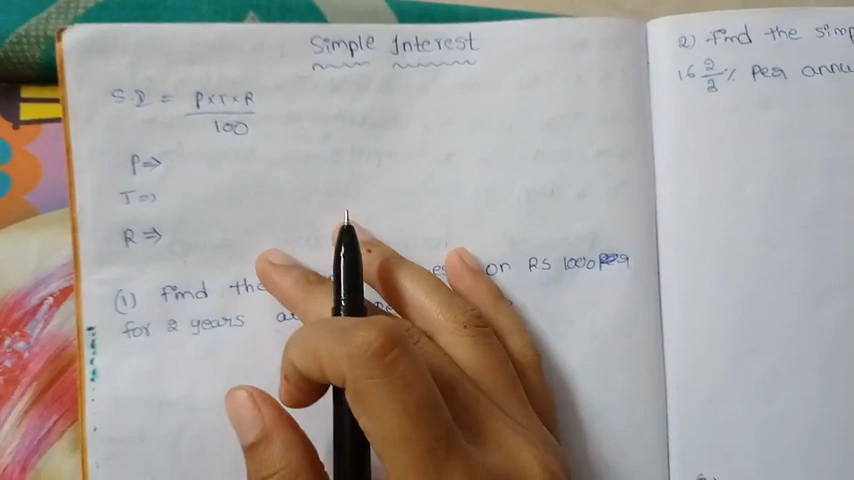 Simple Interest
S.I = P×T×R
100
P⇒
T⇒
R⇒
(1) find the on RS 1000
for 2 years
2) find the simp
16 2/3 % per annu